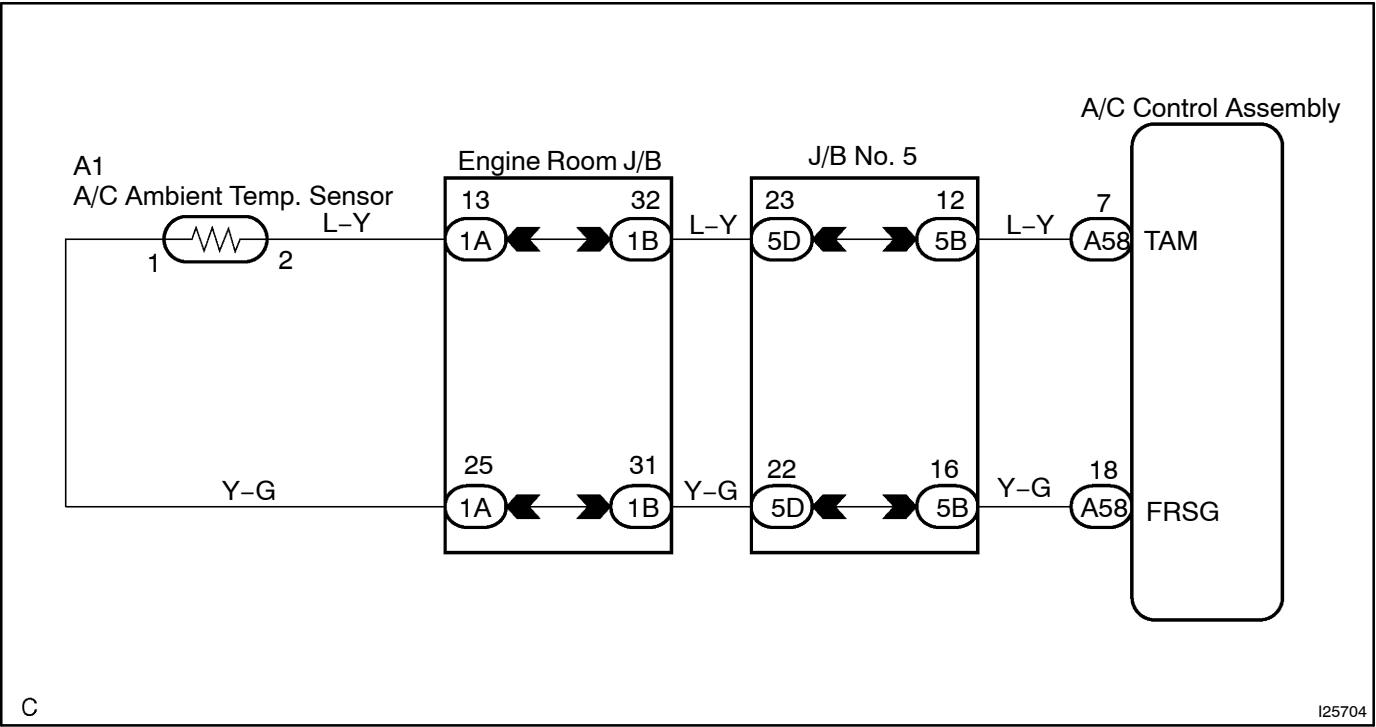 A/C Control Assembly
A1
A/C Ambient Temp. Sensor
Engine Room J/B
J/B No. 5
13
32
23
12
7
L−Y
L−Y
L−Y
1A
1B
5D
5B
A58
TAM
1
2
25
31
22
16
18
Y−G
Y−G
Y−G
1A
1B
5D
5B
A58
FRSG
C
I25704